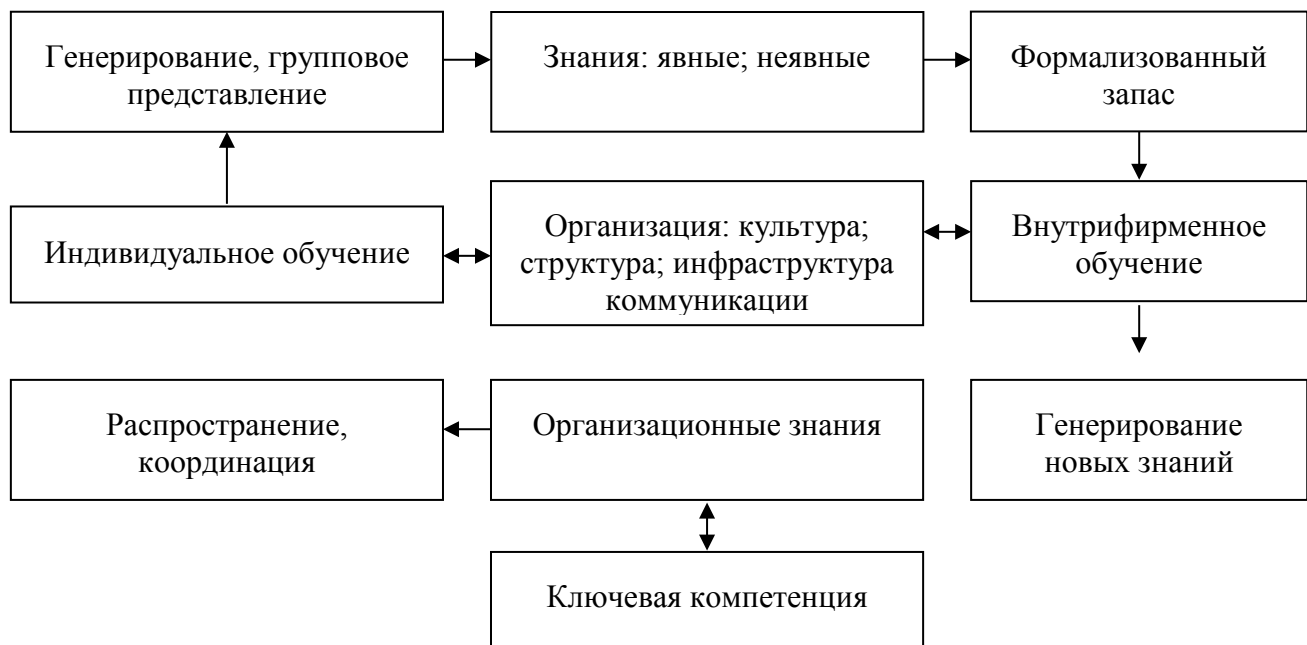 Генерирование, групповое
представление
Знания: явные; неявные
Формализованный
запас
Индивидуальное обучение
Организация: культура;
структура; инфраструктура
коммуникации
Внутрифирменное
обучение
Распространение,
координация
Организационные знания
Генерирование
новых знаний
Ключевая компетенция